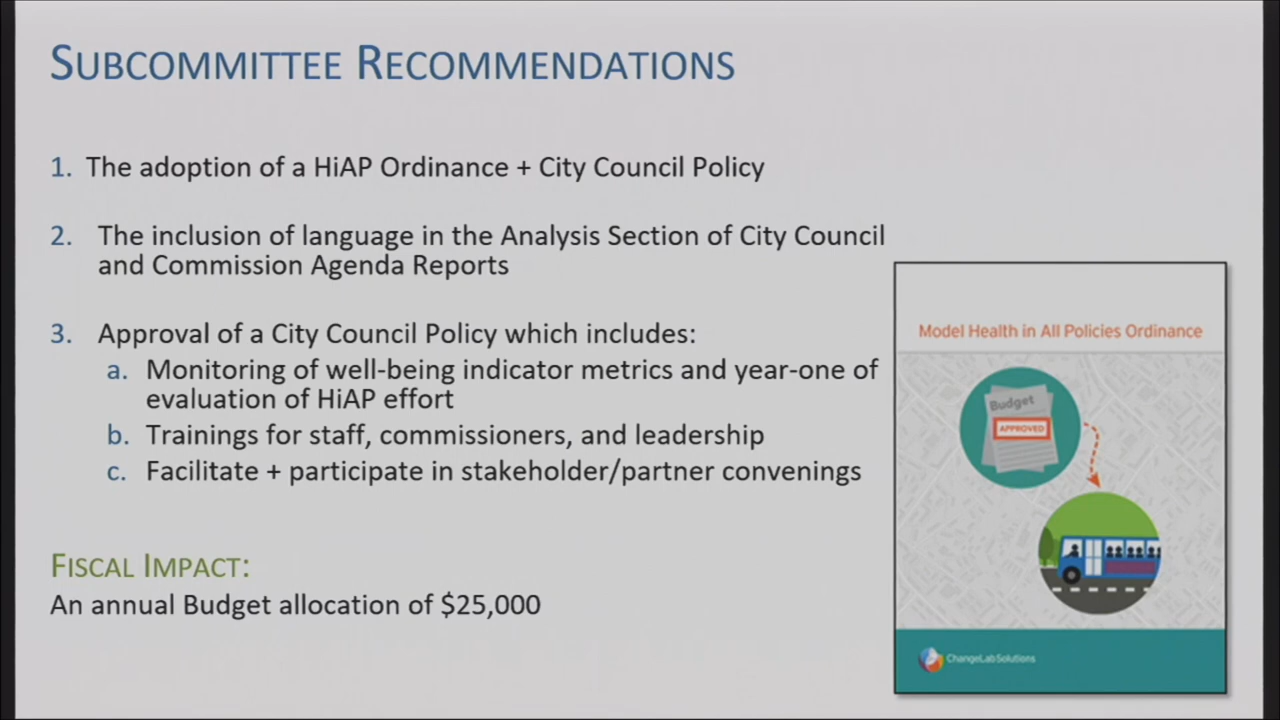 SUBCOMMITTEE RECOMMENDATIONS
1. The adoption of a HiAP Ordinance + City Council Policy
2. The inclusion of language in the Analysis Section of City Council
and Commission Agenda Reports
3. Approval of a City Council Policy which includes:
a. Monitoring of well-being indicator metrics and year-one of
evaluation of HiAP effort
b. Trainings for staff, commissioners, and leadership
c. Facilitate + participate in stakeholder/partner convenings
FISCAL IMPACT:
An annual Budget allocation of $25,000
Model Health in All Policies Ordinance
Budget
APPROVED
ChangeLabSolutions